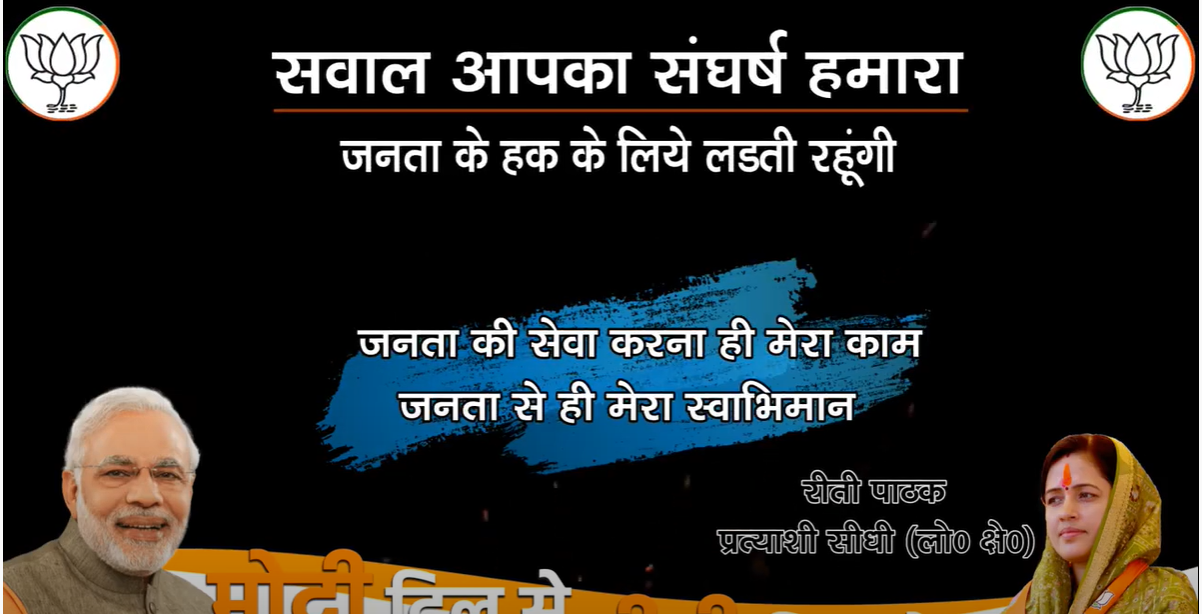 सवाल आपका संघर्ष हमारा
जनता के हक के लिये लडती रहूंगी
जनता की सेवा करना ही मेरा काम
जनता से ही मेरा स्वाभिमान
रीती पाठक
प्रत्याशी सीधी (लो0 क्षे0)
मोदी दिल से